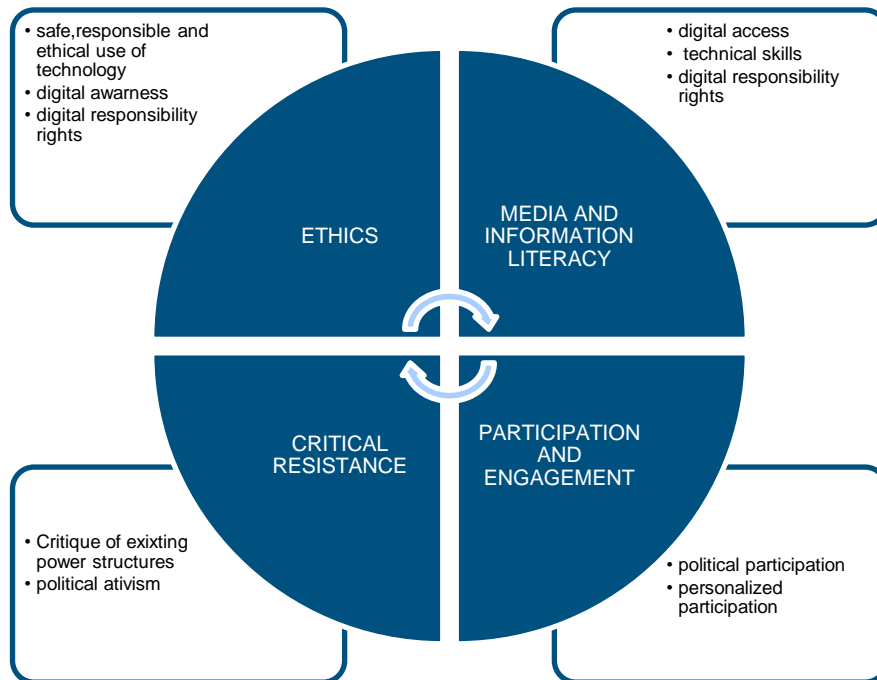 • safe,responsible and
ethical use of
technology
• digital awarness
• digital responsibility
rights
• digital access
• technical skills
• digital responsibility
rights
ETHICS
MEDIA AND
INFORMATION
LITERACY
CRITICAL
RESISTANCE
PARTICIPATION
AND
ENGAGEMENT
• Critique of exixting
power structures
• political ativism
• political participation
• personalized
participation